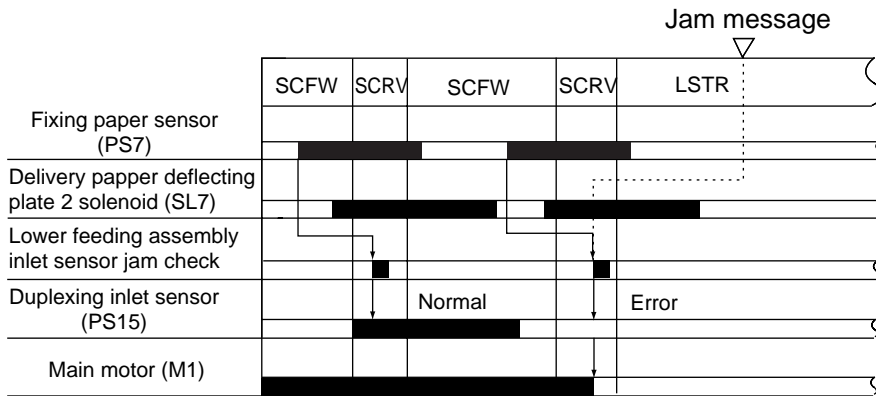 Jam message
SCFW SCRV SCFW SCRV LSTR
Fixing paper sensor
(PS7)
Delivery papper deflecting
plate 2 solenoid (SL7)
Lower feeding assembly
inlet sensor jam check
Duplexing inlet sensor
(PS15)
Normal Error
Main motor (M1)